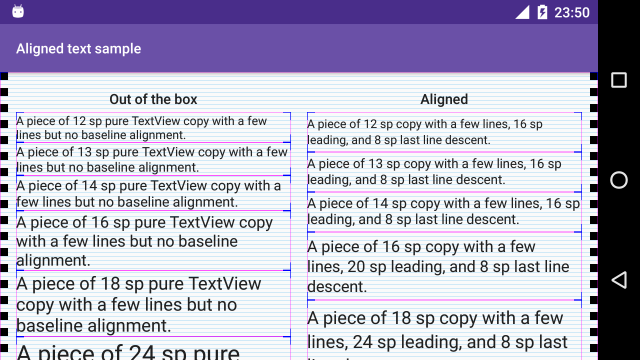 23:50
Aligned text sample
Out of the box
A piece of 12 sp pure TextView copy with a few
lines but no baseline alignment.
A piece of 13 sp pure TextView copy with a few
lines but no baseline alignment.
A piece of 14 sp pure TextView copy with a
few lines but no baseline alignment.
A piece of 16 sp pure TextView copy
with a few lines but no baseline
alignment.
A piece of 18 sp pure TextView
copy with a few lines but no
baseline alignment.
A piece of 24 sp pure
Aligned
A piece of 12 sp copy with a few lines, 16 sp
leading, and 8 sp last line descent.
A piece of 13 sp copy with a few lines, 16 sp
leading, and 8 sp last line descent.
A piece of 14 sp copy with a few lines, 16 sp
leading, and 8 sp last line descent.
A piece of 16 sp copy with a few
lines, 20 sp leading, and 8 sp last line
descent.
A piece of 18 sp copy with a few
lines, 24 sp leading, and 8 sp last